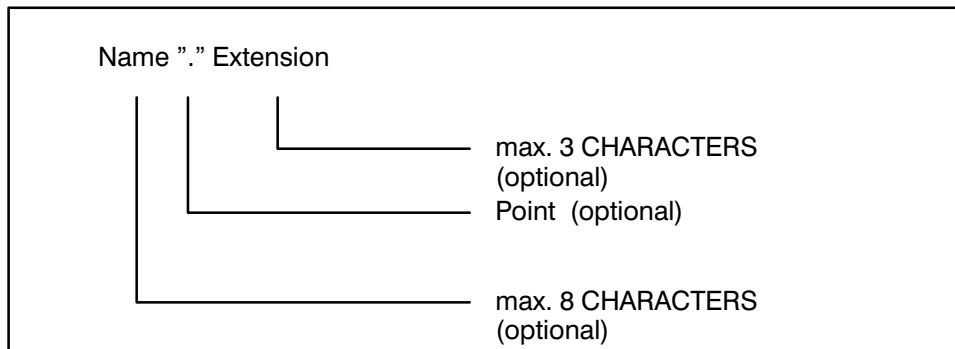 Name ”.” Extension
max. 3 CHARACTERS
(optional)
Point (optional)
max. 8 CHARACTERS
(optional)